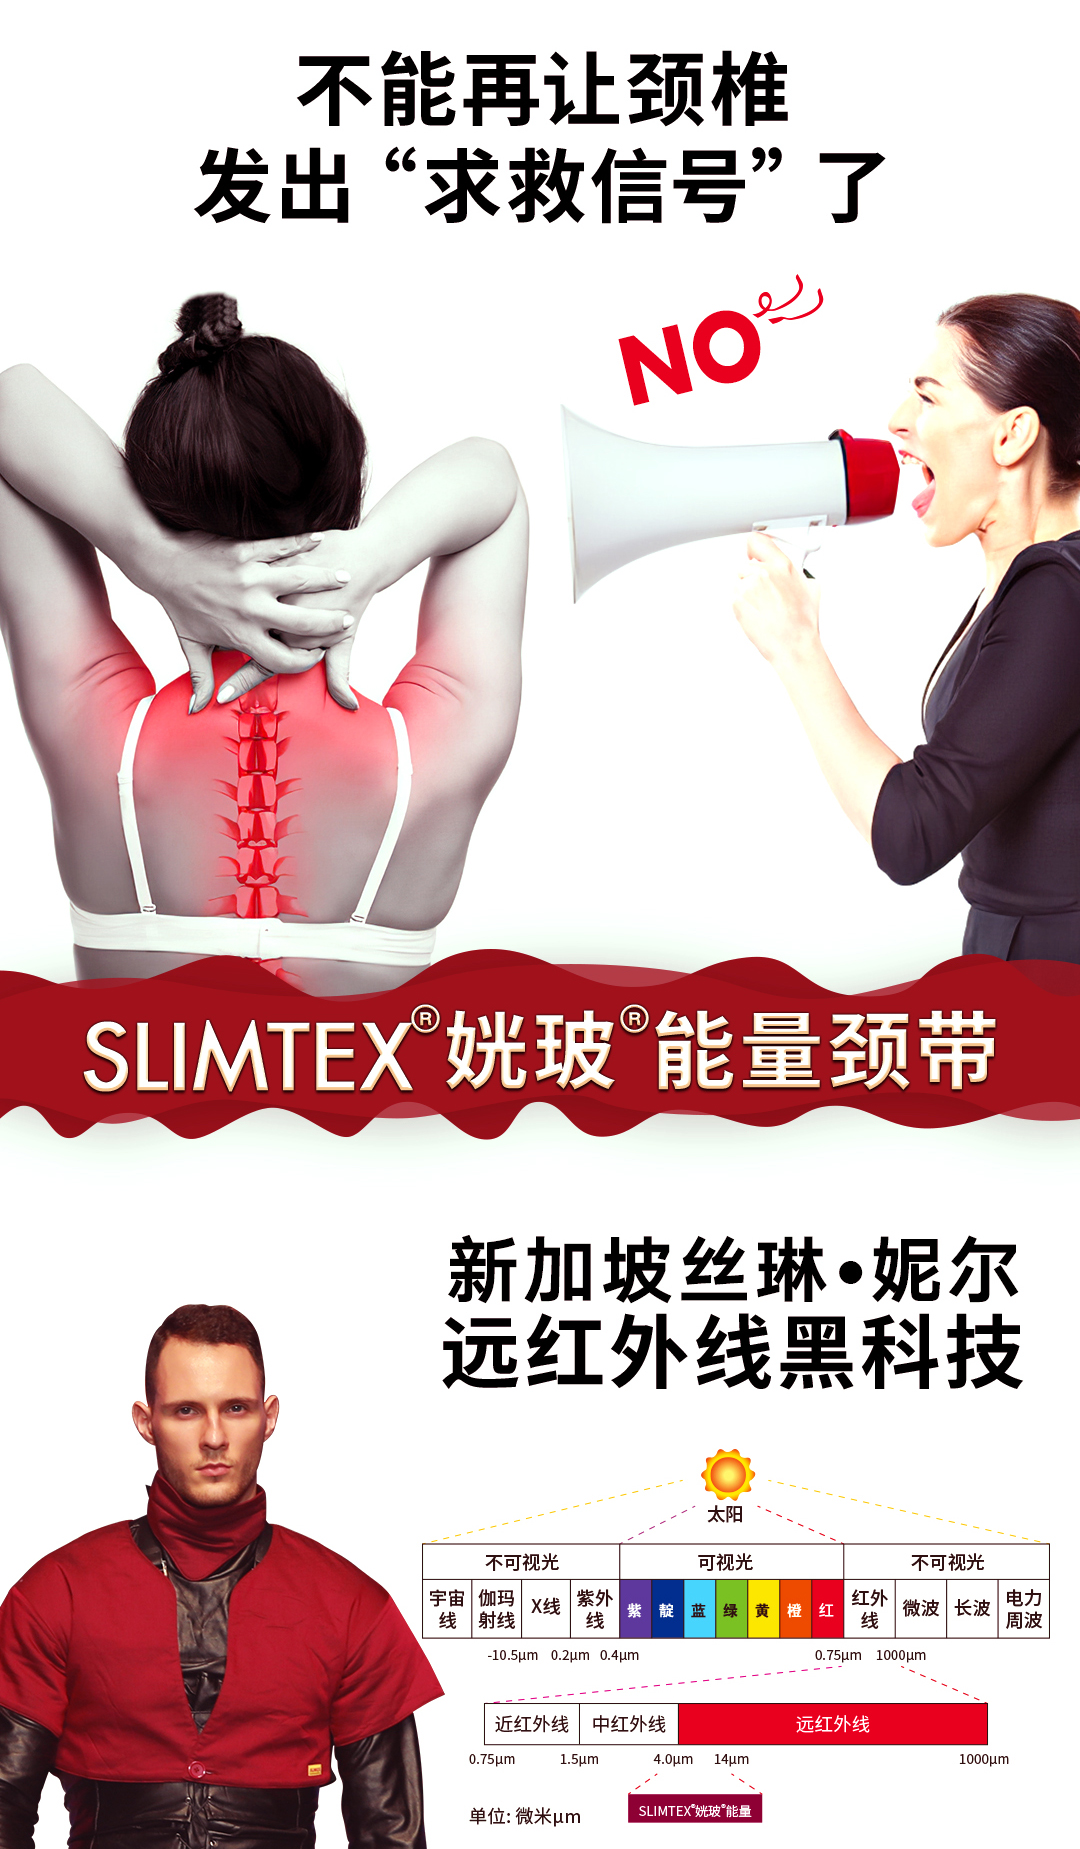 不能再让颈椎
发出“求救信号”了
NO
SLIMTEX®姯玻®能量颈带
新加坡丝琳•妮尔
远红外线黑科技
太阳
不可视光 可视光 不可视光
宇宙线 伽玛射线 X线 紫外线 紫 靛 蓝 绿 黄 橙 红 红外线 微波 长波 电力周波
-10.5μm 0.2μm 0.4μm 0.75μm 1000μm
近红外线 中红外线 远红外线
0.75μm 1.5μm 4.0μm 14μm 1000μm
SLIMTEX®姯玻®能量
单位: 微米μm